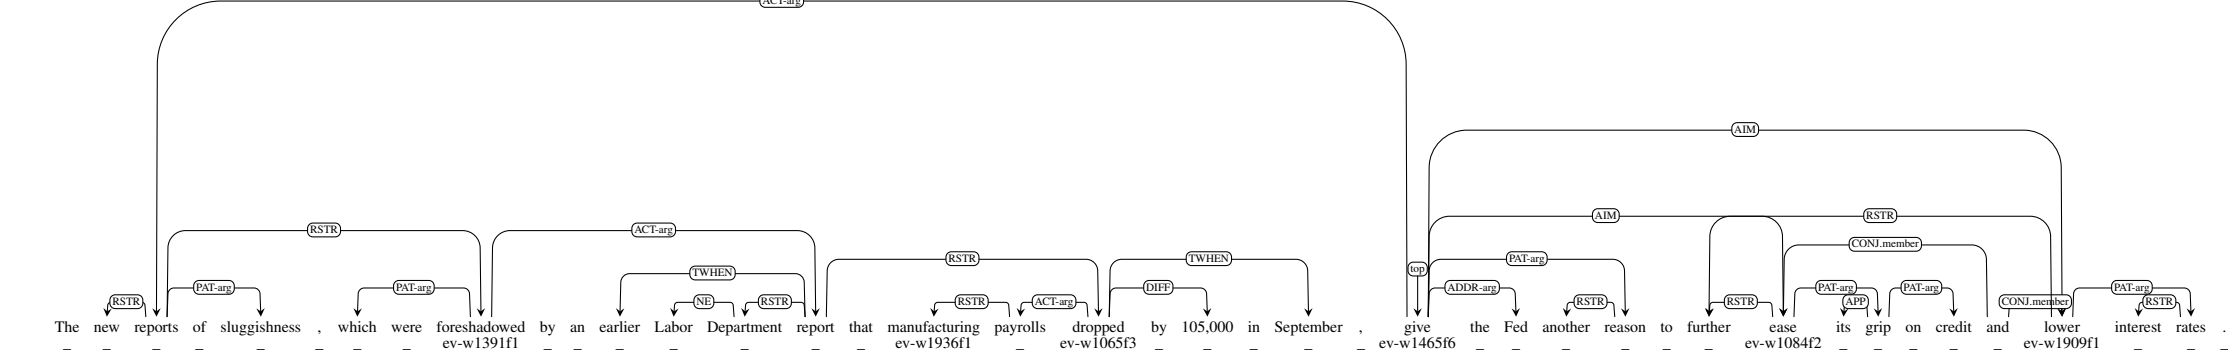 ACT-arg
AIM
AIM RSTR
RSTR ACT-arg CONJ.member
RSTR TWHEN PAT-arg
TWHEN top
PAT-arg PAT-arg DIFF ADDR-arg PAT-arg PAT-arg PAT-arg
RSTR NE RSTR RSTR ACT-arg RSTR RSTR APP CONJ.member RSTR
The new reports of sluggishness , which were foreshadowed by an earlier Labor Department report that manufacturing payrolls dropped by 105,000 in September , give the Fed another reason to further ease its grip on credit and lower interest rates .
_ _ _ _ _ _ _ _ ev-w1391f1 _ _ _ _ _ _ _ ev-w1936f1 _ ev-w1065f3 _ _ _ _ _ ev-w1465f6 _ _ _ _ _ _ ev-w1084f2 _ _ _ _ _ ev-w1909f1 _ _ _